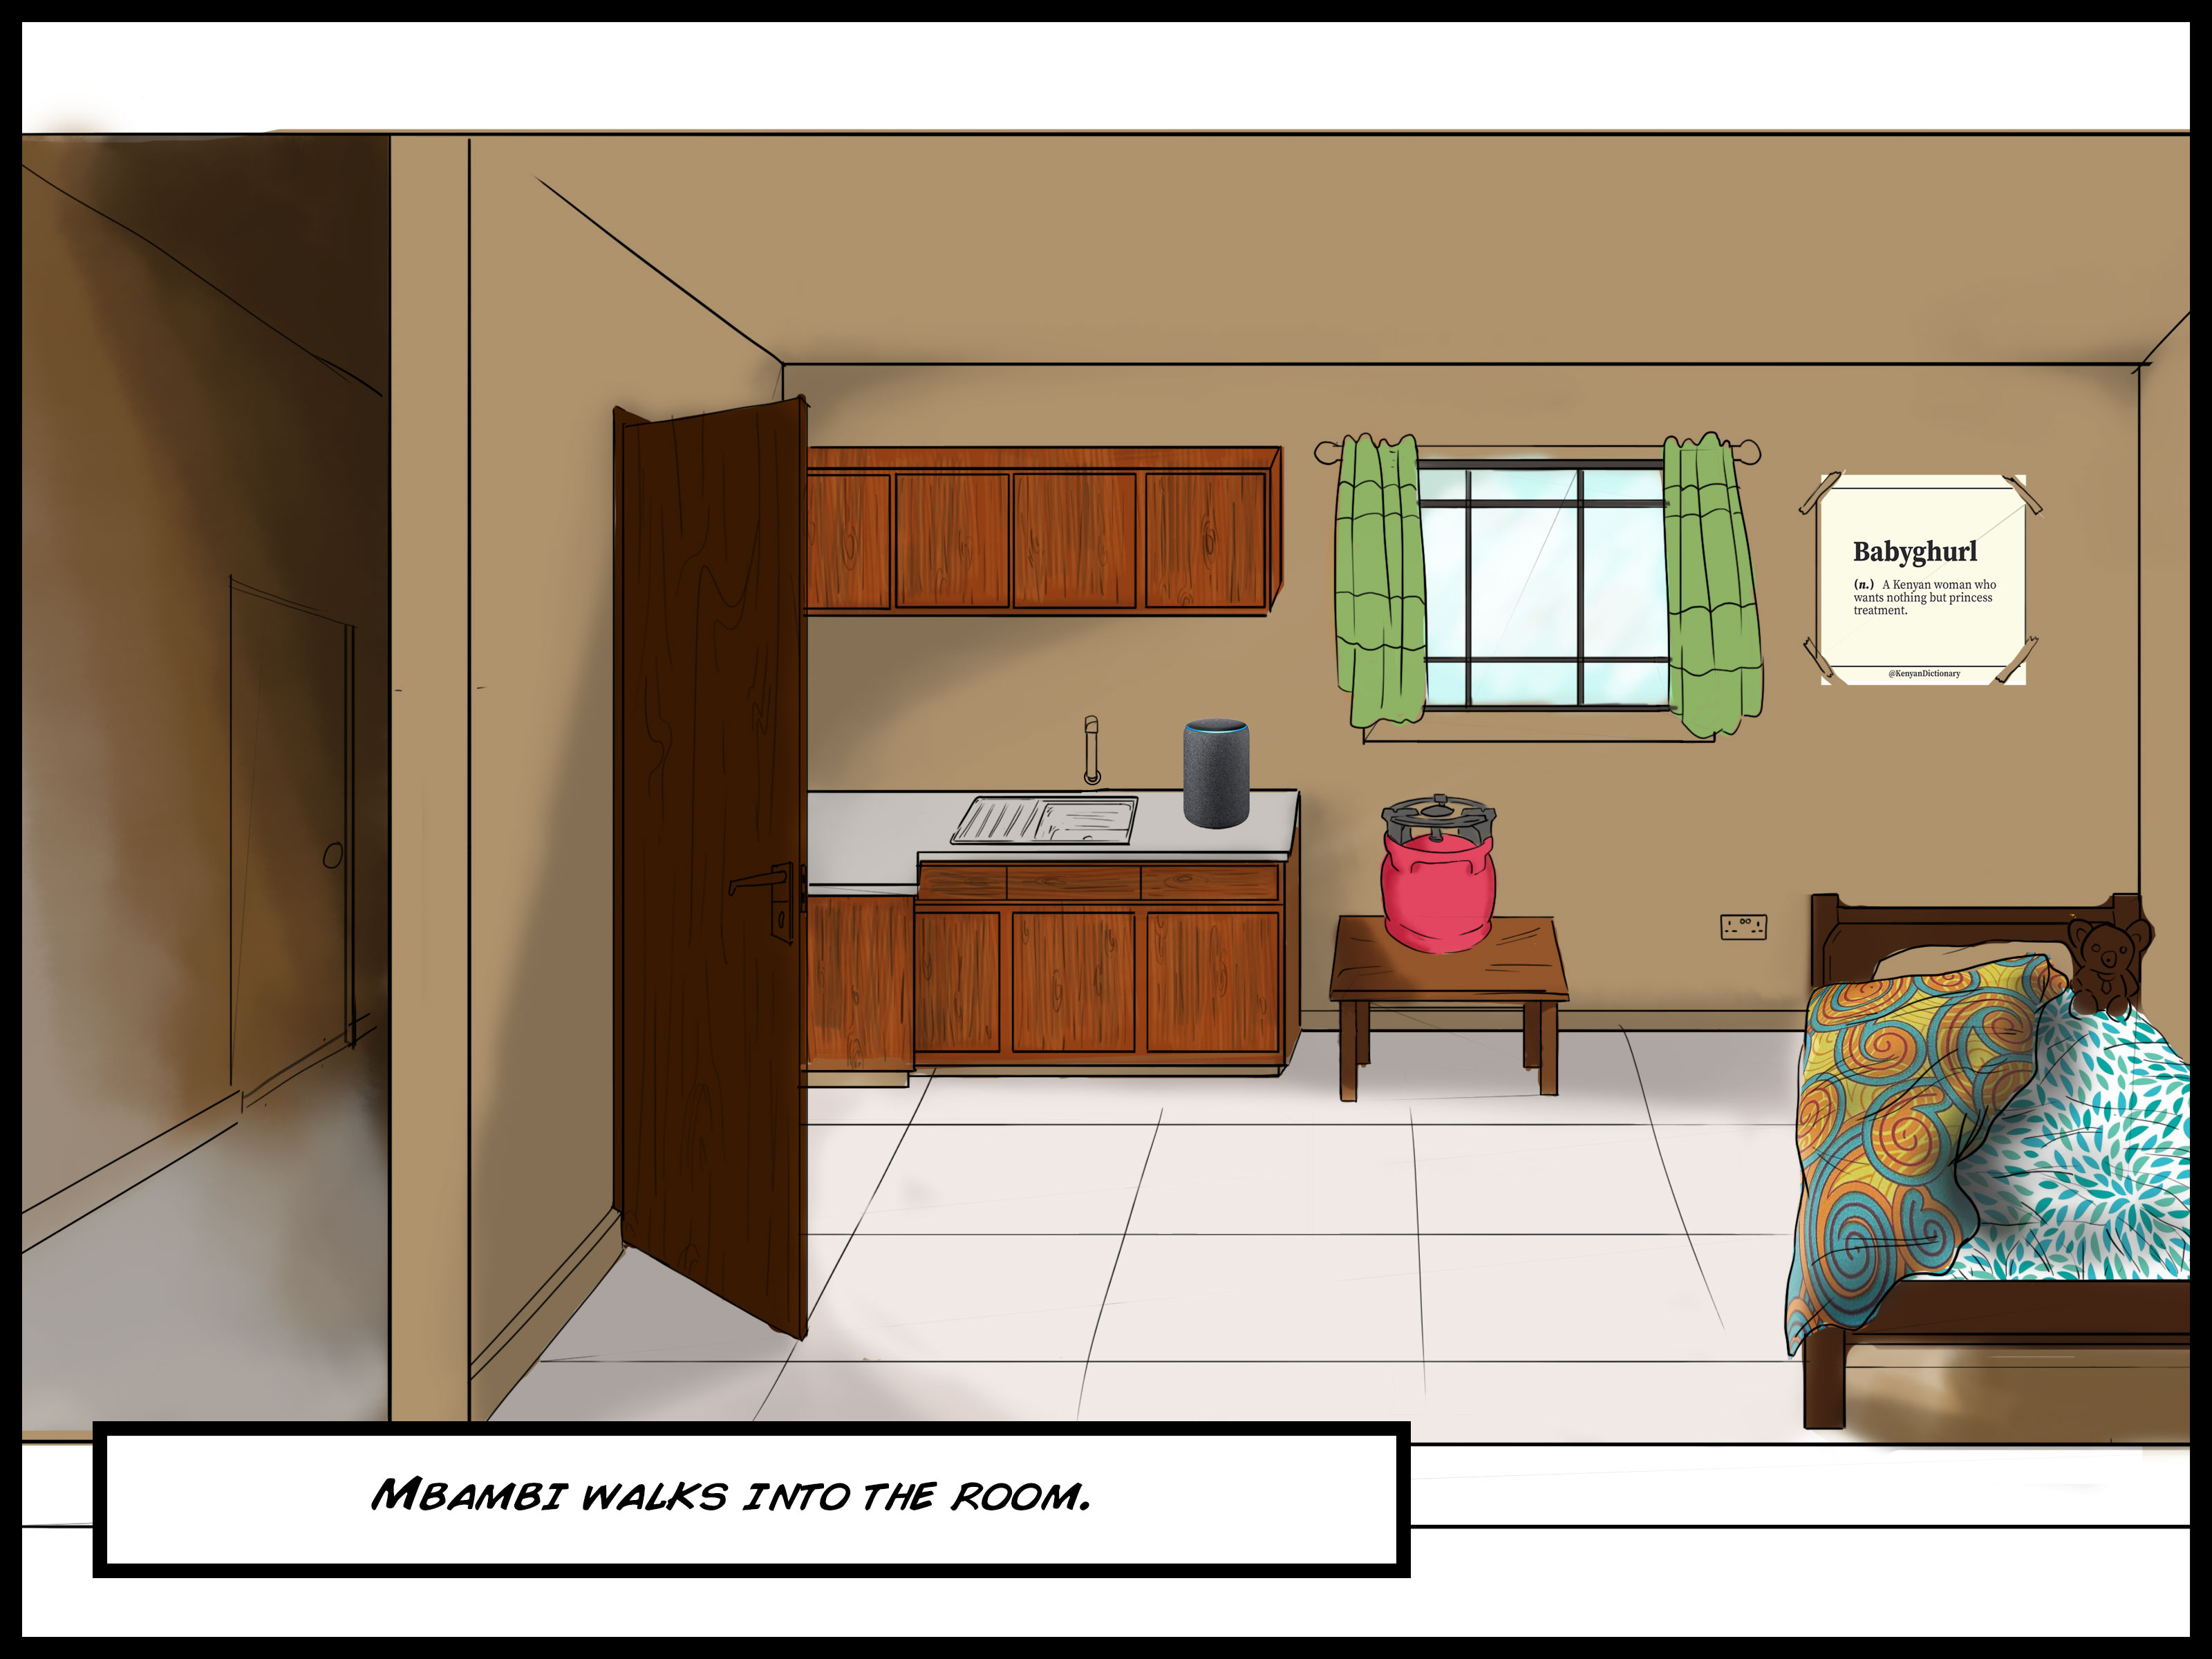 Babyghurl
(n.) A Kenyan woman who
wants nothing but princess
treatment.
@KenyanDictionary
MBAMBI WALKS INTO THE ROOM.